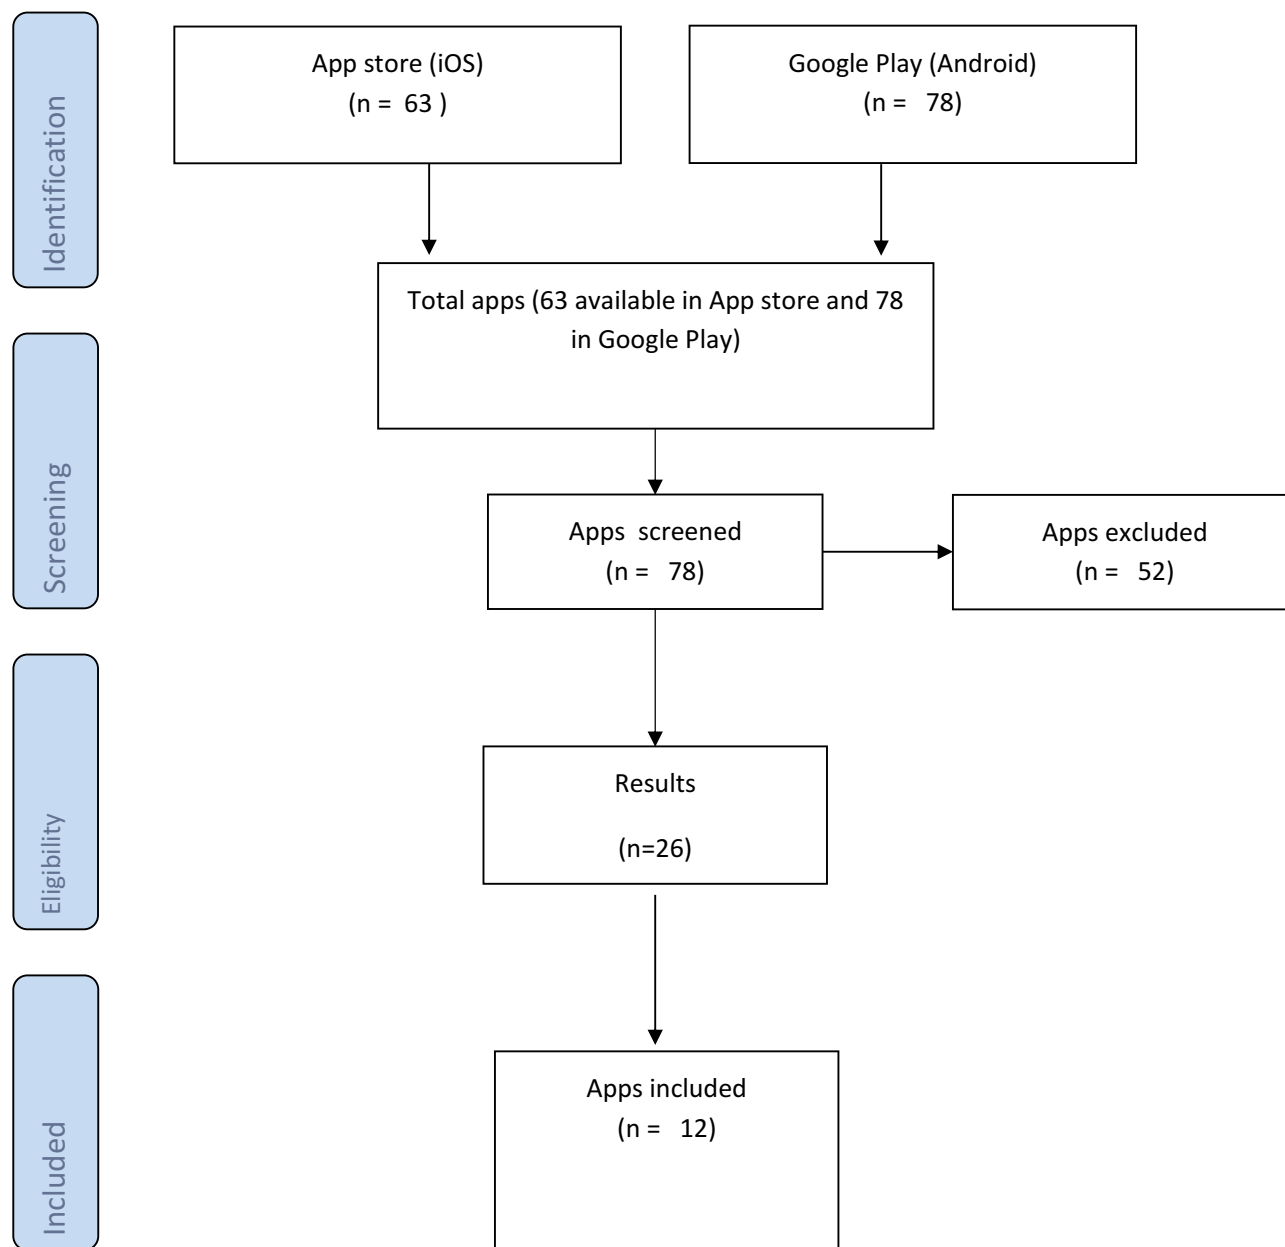 Identification
App store (iOS)
(n = 63 )
Google Play (Android)
(n = 78)
Total apps (63 available in App store and 78
in Google Play)
Screening
Apps screened
(n = 78)
Apps excluded
(n = 52)
Eligibility
Results
(n=26)
Included
Apps included
(n = 12)